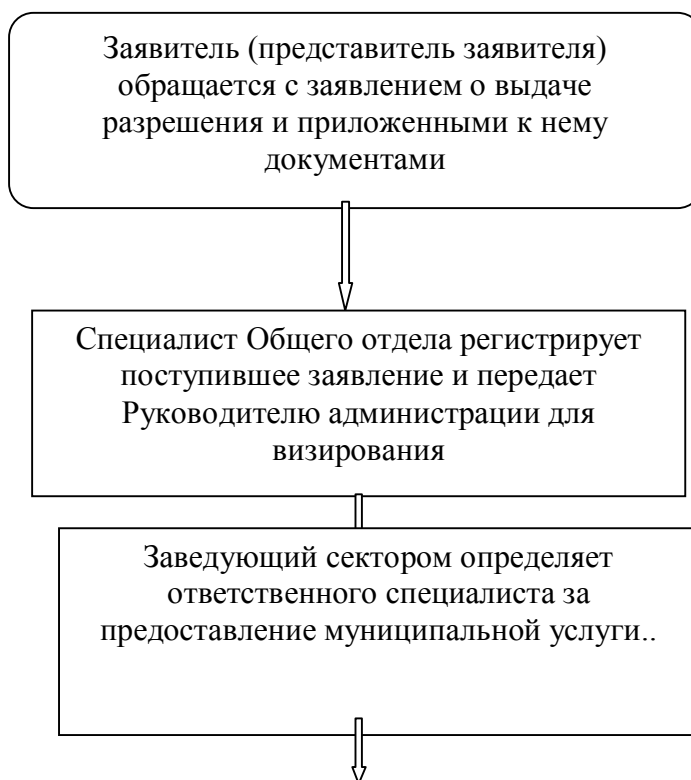 Заявитель (представитель заявителя)
обращается с заявлением о выдаче
разрешения и приложенными к нему
документами
Специалист Общего отдела регистрирует
поступившее заявление и передает
Руководителю администрации для
визирования
Заведующий сектором определяет
ответственного специалиста за
предоставление муниципальной услуги..